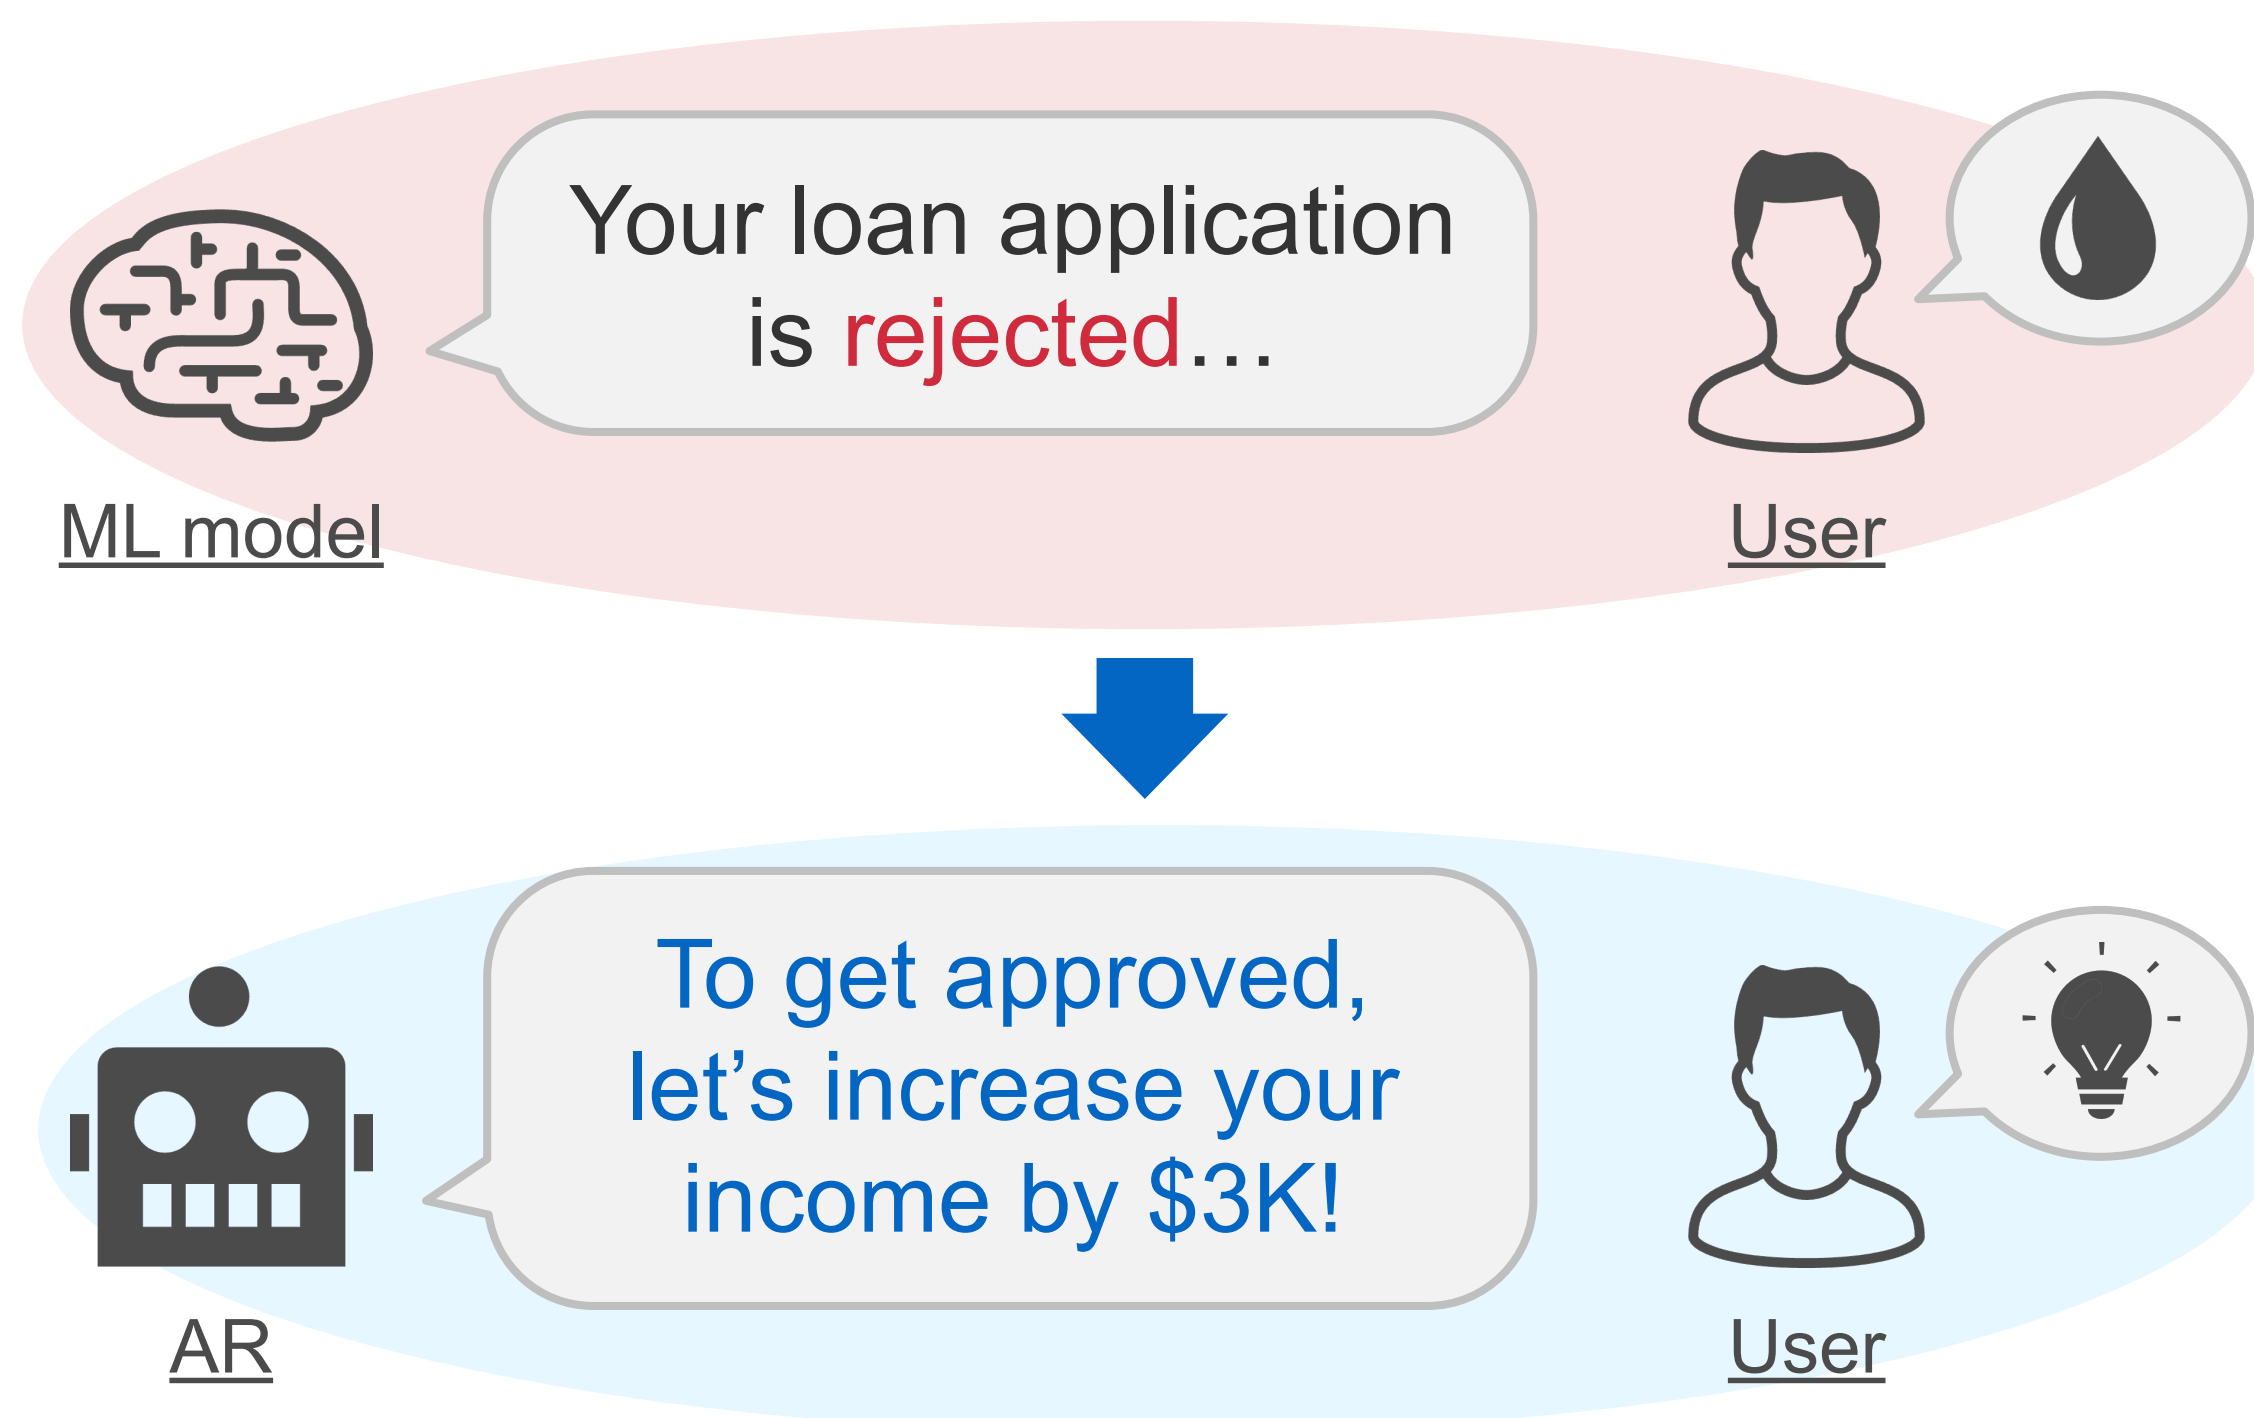 Your loan application
is rejected…
ML model
User
To get approved,
let’s increase your
income by $3K!
AR
User